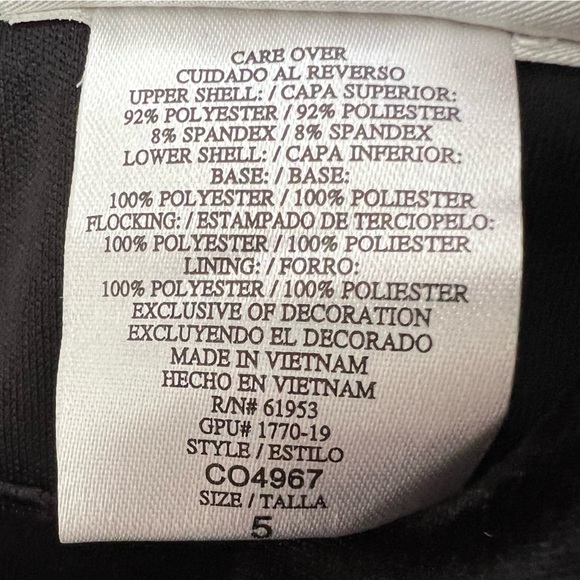 CARE OVER
CUIDADO AL REVERSO
UPPER SHELL: / CAPA SUPERIOR:
92% POLYESTER / 92% POLIESTER
8% SPANDEX / 8% SPANDEX
LOWER SHELL: / CAPA INFERIOR:
BASE: / BASE:
100% POLYESTER / 100% POLIESTER
FLOCKING: / ESTAMPADO DE TERCIOPELO:
100% POLYESTER / 100% POLIESTER
LINING: / FORRO:
100% POLYESTER / 100% POLIESTER
EXCLUSIVE OF DECORATION
EXCLUYENDO EL DECORADO
MADE IN VIETNAM
HECHO EN VIETNAM
R/N# 61953
GPU# 1770-19
STYLE / ESTILO
CO4967
SIZE / TALLA
5